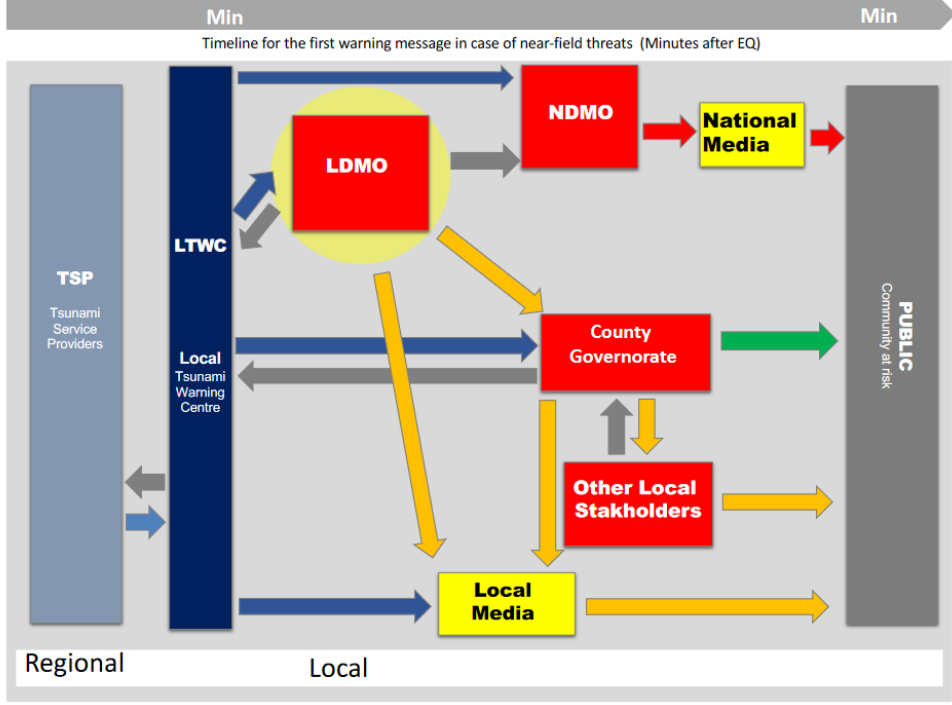 Min
Min
Timeline for the first warning message in case of near-field threats (Minutes after EQ)
TSP
Tsunami
Service
Providers
LTWC
Local
Tsunami
Warning
Centre
LDMO
NDMO
National
Media
County
Governorate
Other Local
Stakholders
Local
Media
PUBLIC
Community at risk
Regional
Local